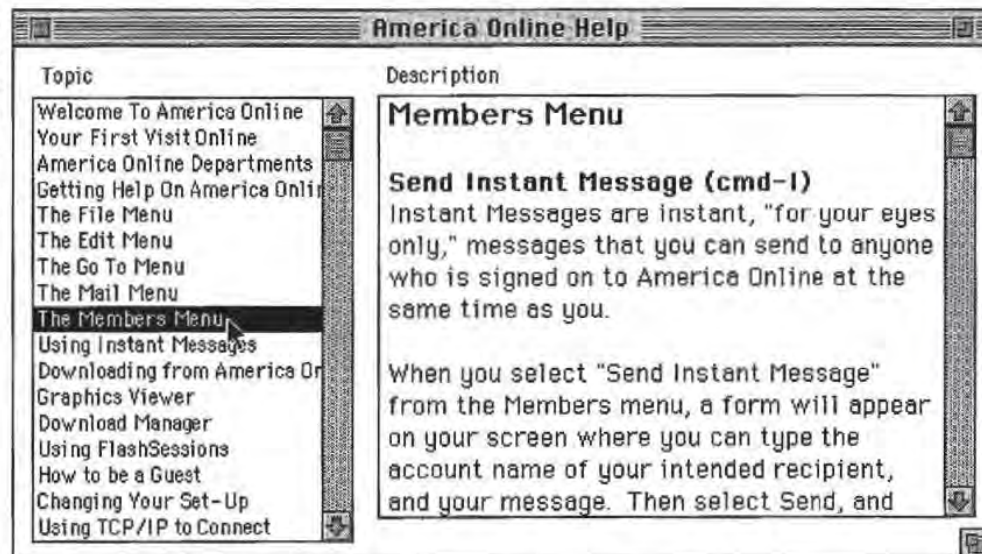 America Online Help
Topic
Welcome To America Online
Your First Visit Online
America Online Departments
Getting Help On America Onlin
The File Menu
The Edit Menu
The Go To Menu
The Mail Menu
The Members Menu
Using Instant Messages
Downloading from America On
Graphics Viewer
Download Manager
Using FlashSessions
How to be a Guest
Changing Your Set-Up
Using TCP/IP to Connect
Description
Members Menu
Send Instant Message (cmd-I)
Instant Messages are instant, "for your eyes
only," messages that you can send to anyone
who is signed on to America Online at the
same time as you.
When you select "Send Instant Message"
from the Members menu, a form will appear
on your screen where you can type the
account name of your intended recipient,
and your message. Then select Send, and